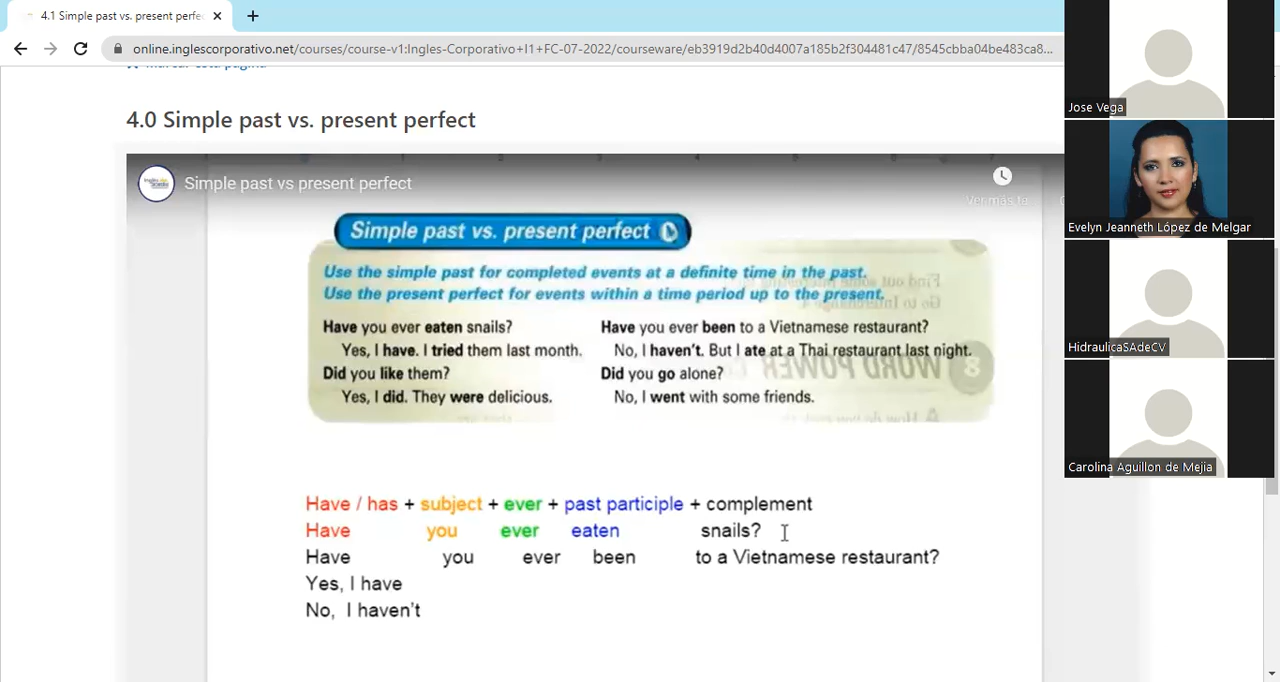 4.1 Simple past vs. present perfe
online.inglescorporativo.net/courses/course-v1:Ingles-Corporativo+I1+FC-07-2022/courseware/eb3919d2b40d4007a185b2f304481c47/8545cbba04be483ca8...
4.0 Simple past vs. present perfect
Simple past vs present perfect
Simple past vs. present perfect
Use the simple past for completed events at a definite time in the past.
Use the present perfect for events within a time period up to the present.
Have you ever eaten snails?
Yes, I have. I tried them last month.
Did you like them?
Yes, I did. They were delicious.
Have you ever been to a Vietnamese restaurant?
No, I haven't. But I ate at a Thai restaurant last night.
Did you go alone?
No, I went with some friends.
8 WORD POWER
Have / has + subject + ever + past participle + complement
Have you ever eaten snails?
Have you ever been to a Vietnamese restaurant?
Yes, I have
No, I haven't
Jose Vega
Evelyn Jeanneth López de Melgar
HidraulicaSAdeCV
Carolina Aguillon de Mejia